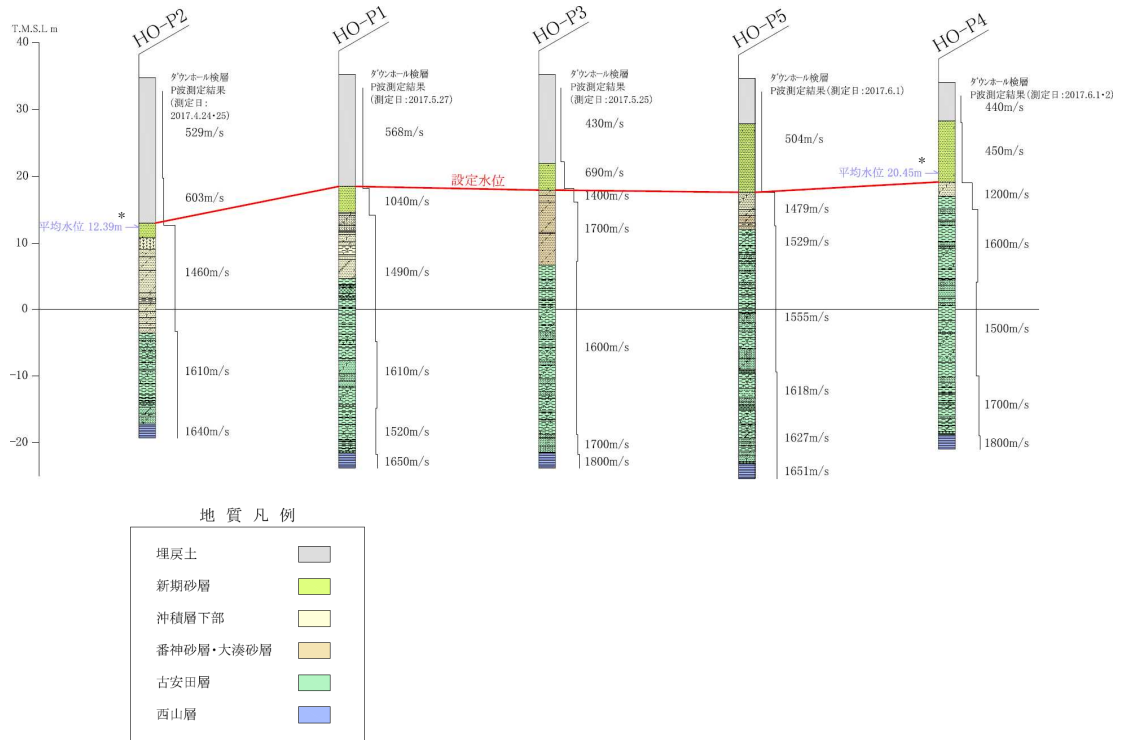 T.M.S.L m
40
30
20
10
0
-10
-20
HO-P2
ﾀﾞｳﾝﾎｰﾙ検層
P波測定結果
(測定日:
2017.4.24・25)
529m/s
603m/s
*
平均水位 12.39m
1460m/s
1610m/s
1640m/s
HO-P1
ﾀﾞｳﾝﾎｰﾙ検層
P波測定結果
(測定日:2017.5.27)
568m/s
設定水位
1040m/s
1490m/s
1610m/s
1520m/s
1650m/s
HO-P3
ﾀﾞｳﾝﾎｰﾙ検層
P波測定結果
(測定日:2017.5.25)
430m/s
690m/s
1400m/s
1700m/s
1600m/s
1700m/s
1800m/s
HO-P5
ﾀﾞｳﾝﾎｰﾙ検層
P波測定結果(測定日:2017.6.1)
504m/s
1479m/s
1529m/s
1555m/s
1618m/s
1627m/s
1651m/s
HO-P4
ﾀﾞｳﾝﾎｰﾙ検層
P波測定結果(測定日:2017.6.1・2)
440m/s
450m/s
*
平均水位 20.45m
1200m/s
1600m/s
1500m/s
1700m/s
1800m/s
地 質 凡 例
埋戻土
新期砂層
沖積層下部
番神砂層・大湊砂層
古安田層
西山層